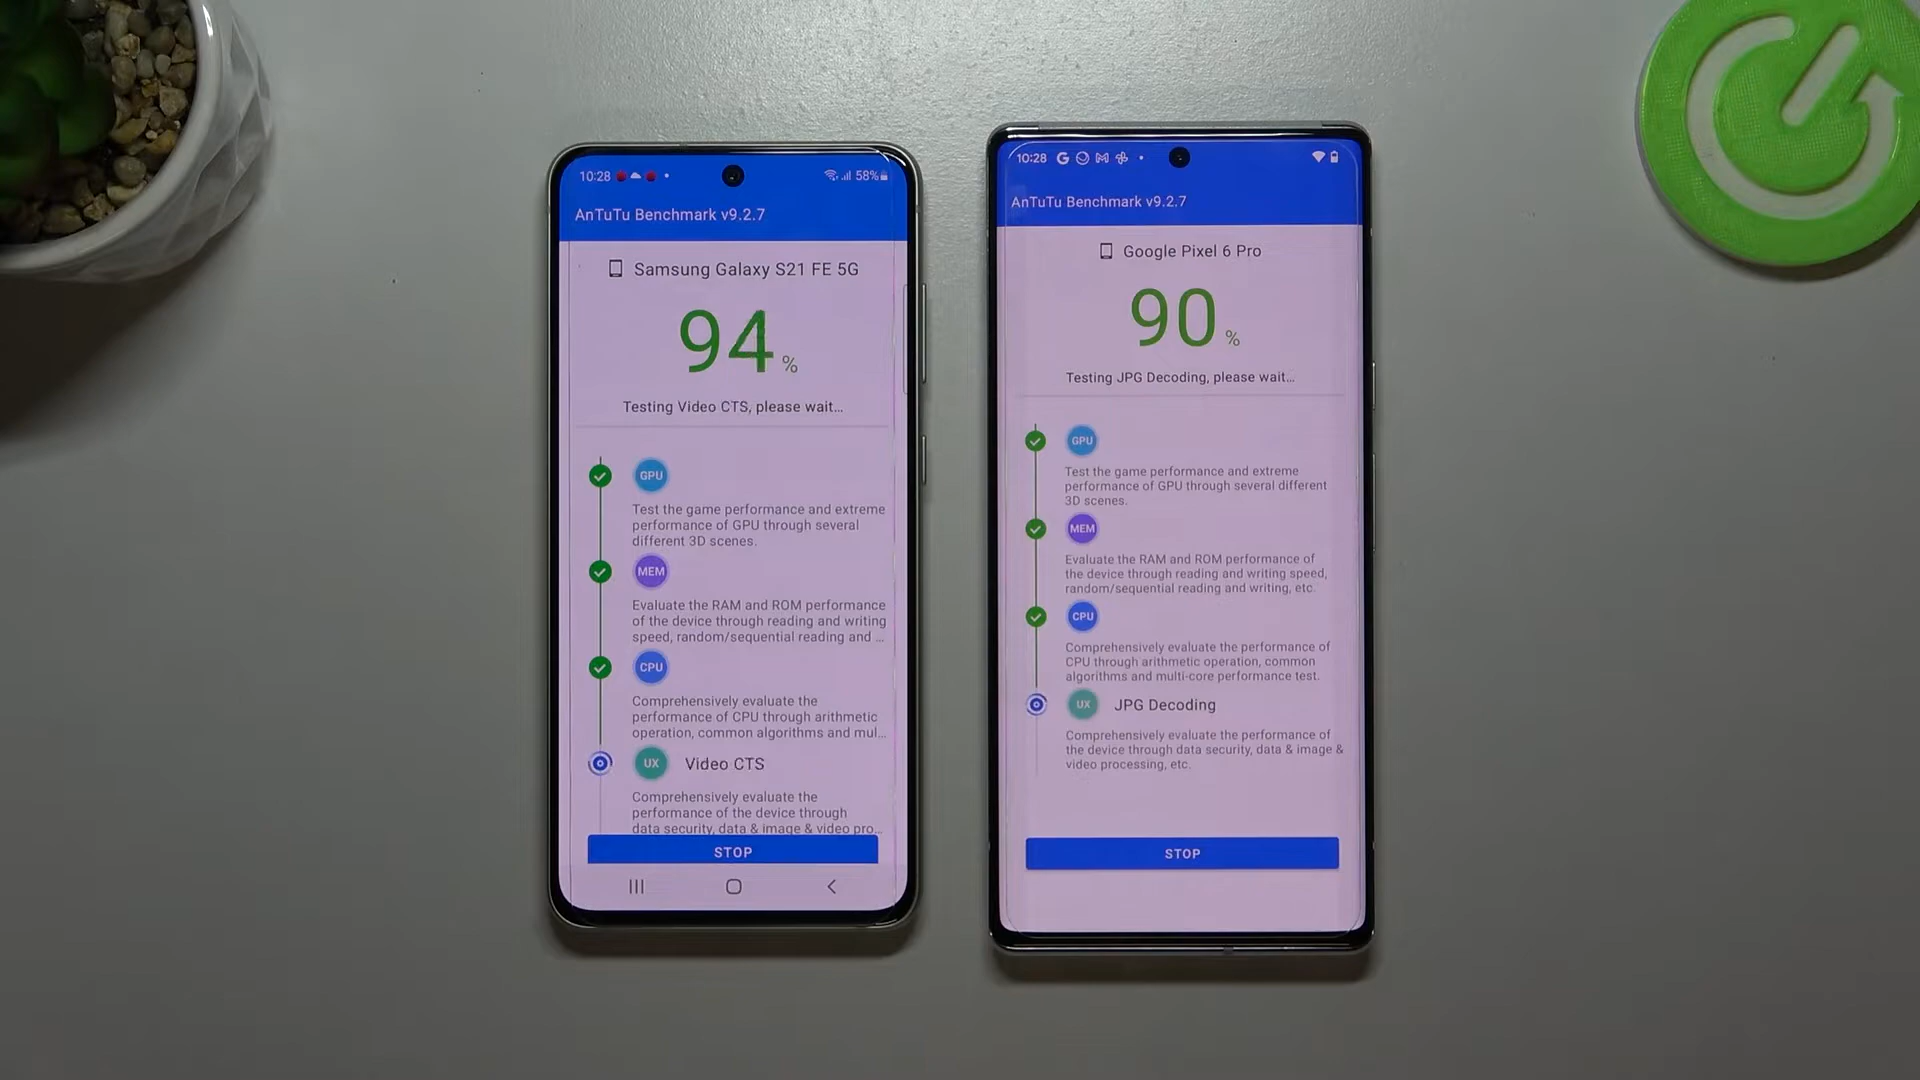 10:28
58%
AnTuTu Benchmark v9.2.7
Samsung Galaxy S21 FE 5G
94%
Testing Video CTS, please wait...
GPU
Test the game performance and extreme
performance of GPU through several
different 3D scenes.
MEM
Evaluate the RAM and ROM performance
of the device through reading and writing
speed, random/sequential reading and ...
CPU
Comprehensively evaluate the
performance of CPU through arithmetic
operation, common algorithms and mul...
UX Video CTS
Comprehensively evaluate the
performance of the device through
data security, data & image & video pro...
STOP
10:28
AnTuTu Benchmark v9.2.7
Google Pixel 6 Pro
90%
Testing JPG Decoding, please wait...
GPU
Test the game performance and extreme
performance of GPU through several different
3D scenes.
MEM
Evaluate the RAM and ROM performance of
the device through reading and writing speed,
random/sequential reading and writing, etc.
CPU
Comprehensively evaluate the performance of
CPU through arithmetic operation, common
algorithms and multi-core performance test.
UX JPG Decoding
Comprehensively evaluate the performance of
the device through data security, data & image &
video processing, etc.
STOP